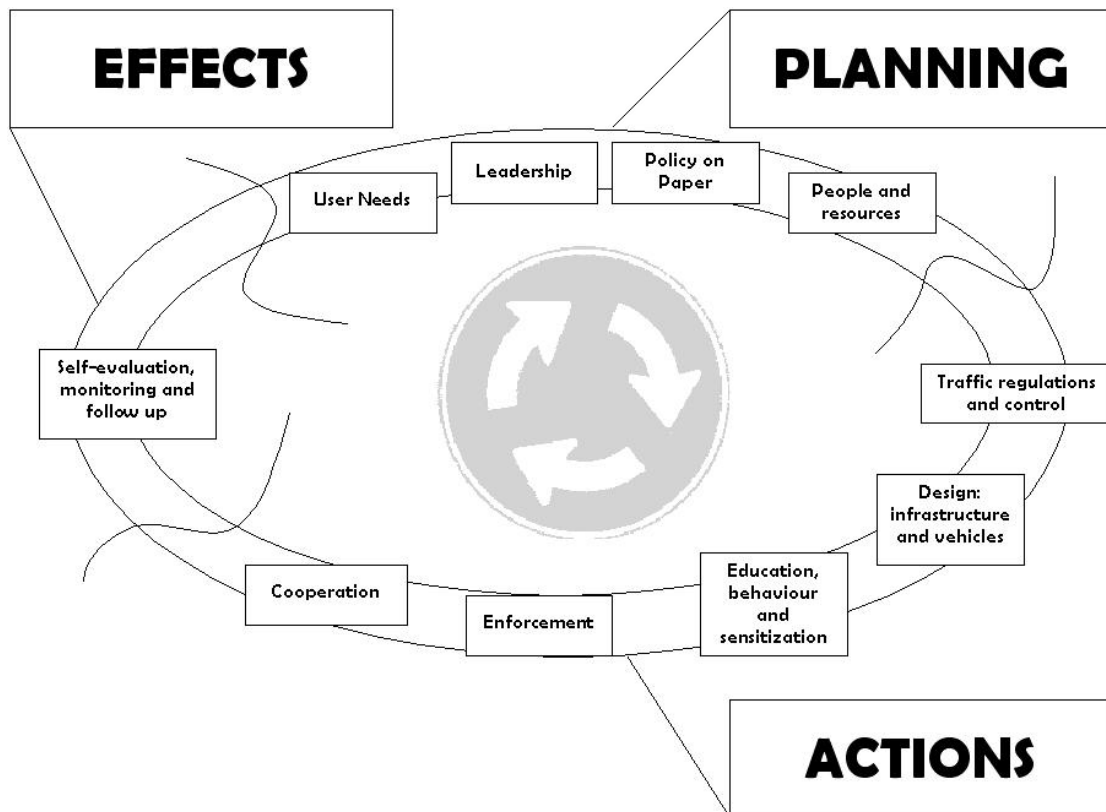 EFFECTS
PLANNING
Leadership
Policy on
Paper
User Needs
People and
resources
Self-evaluation,
monitoring and
follow up
Traffic regulations
and control
Design:
infrastructure
and vehicles
Education,
behaviour
and
sensitization
Cooperation
Enforcement
ACTIONS